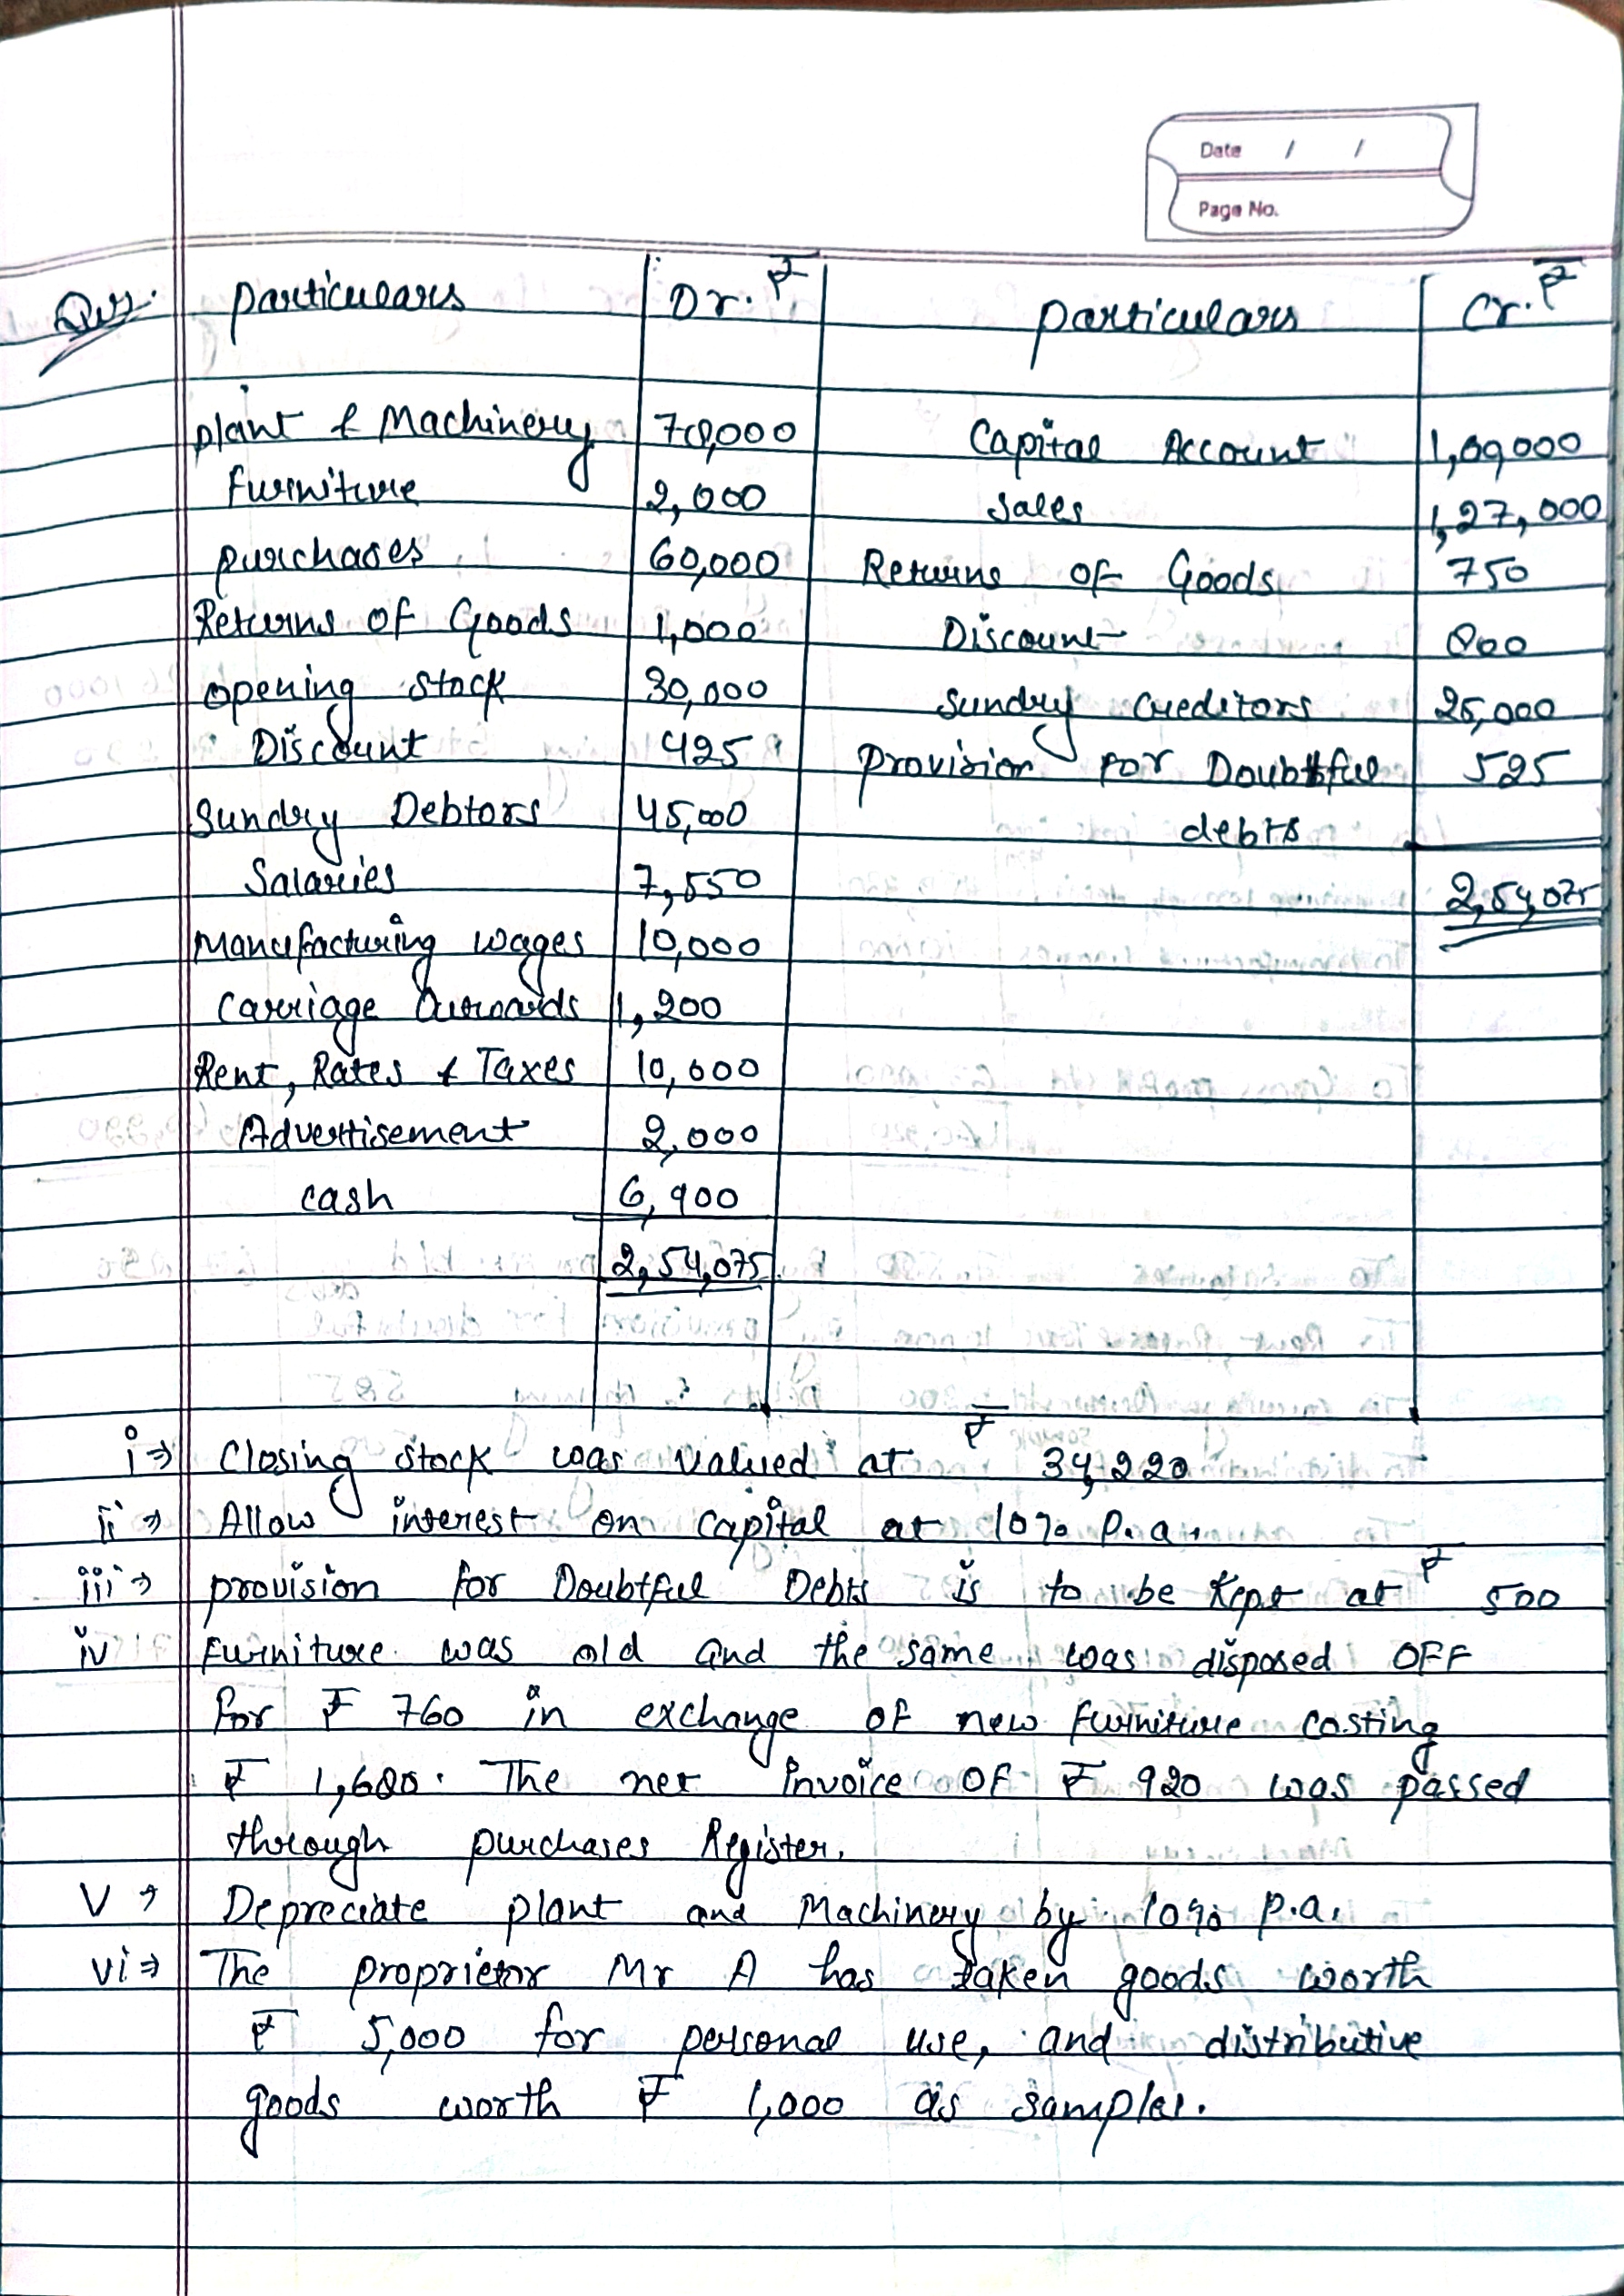 Date / /
Page No.
Ques. particulars Dr. ₹ particulars Cr. ₹
plant & Machinery 78,000 Capital Account 1,00,000
furniture 2,000 Sales 1,27,000
purchases 60,000 Returns of Goods 750
Returns of Goods 1,000 Discount 800
opening stock 30,000 Sundry Creditors 25,000
Discount 425 provision for Doubtful 525
Sundry Debtors 45,000 debts
Salaries 7,550 2,54,075
Manufacturing wages 10,000
Carriage Outwards 1,200
Rent, Rates & Taxes 10,000
Advertisement 2,000
cash 6,900
2,54,075
i⇒ Closing stock was valued at ₹ 34,220
ii ⇒ Allow interest on capital at 10% p.a.
iii ⇒ provision for Doubtful Debts is to be kept at ₹ 500
iv furniture was old and the same was disposed OFF
for ₹ 760 in exchange of new furniture costing
₹ 1,680. The net invoice OF ₹ 920 was passed
through purchases Register.
V → Depreciate plant and Machinery by 10% p.a.
vi ⇒ The proprietor Mr A has taken goods worth
₹ 5,000 for personal use, and distributive
goods worth ₹ 1,000 as samples.